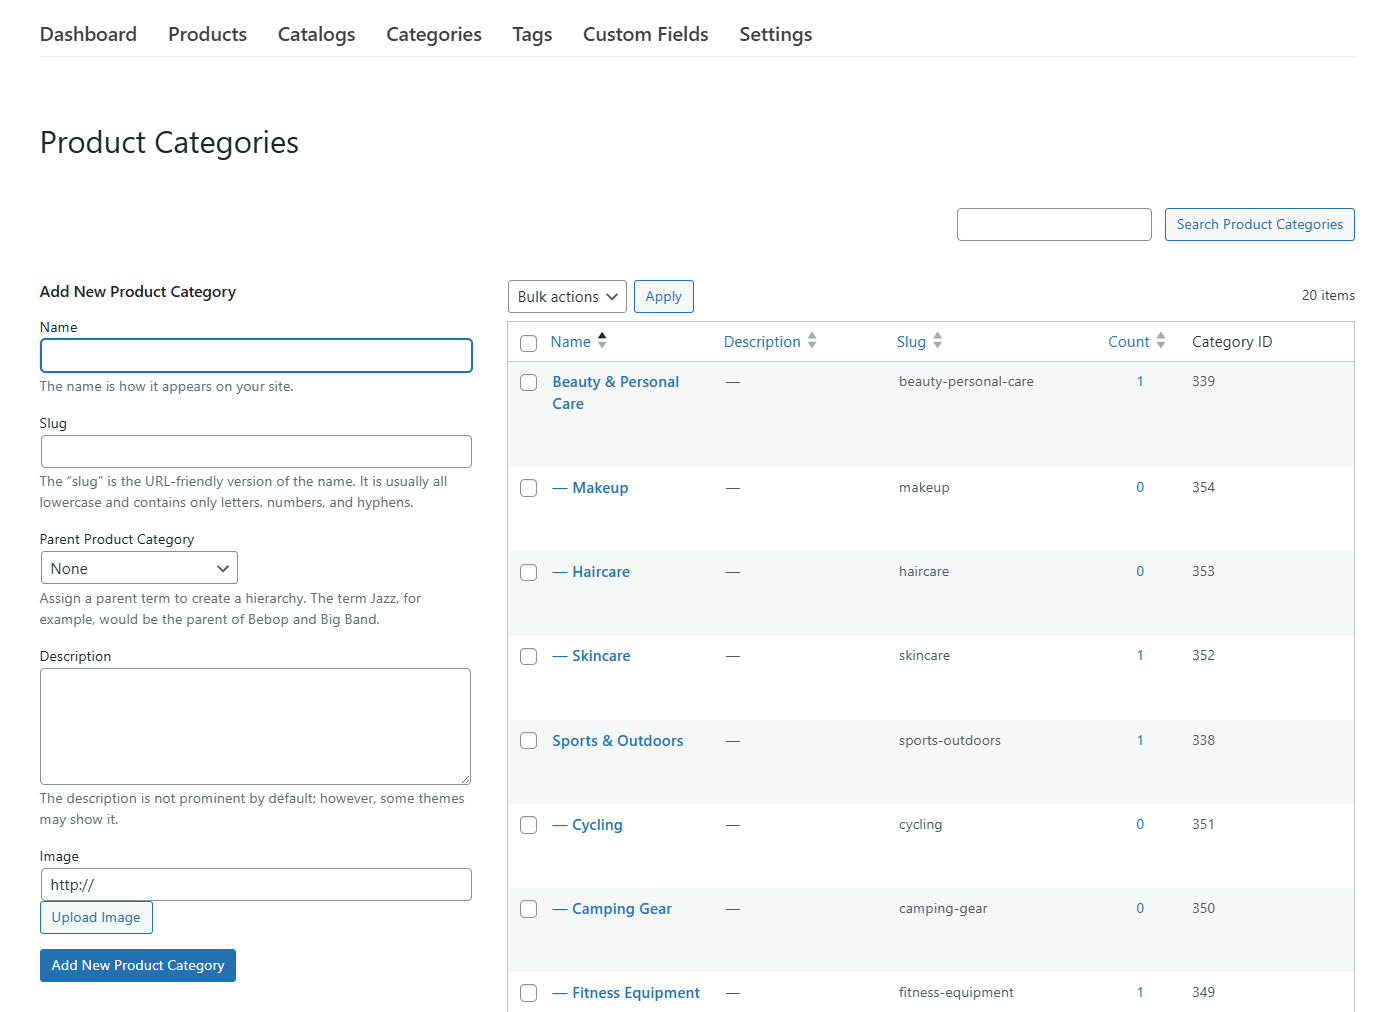 Dashboard Products Catalogs Categories Tags Custom Fields Settings
Product Categories
Search Product Categories
Add New Product Category
Name
The name is how it appears on your site.
Slug
The “slug” is the URL-friendly version of the name. It is usually all
lowercase and contains only letters, numbers, and hyphens.
Parent Product Category
None
Assign a parent term to create a hierarchy. The term Jazz, for
example, would be the parent of Bebop and Big Band.
Description
The description is not prominent by default; however, some themes
may show it.
Image
http://
Upload Image
Add New Product Category
Bulk actions Apply 20 items
Name Description Slug Count Category ID
Beauty & Personal — beauty-personal-care 1 339
Care
— Makeup — makeup 0 354
— Haircare — haircare 0 353
— Skincare — skincare 1 352
Sports & Outdoors — sports-outdoors 1 338
— Cycling — cycling 0 351
— Camping Gear — camping-gear 0 350
— Fitness Equipment — fitness-equipment 1 349